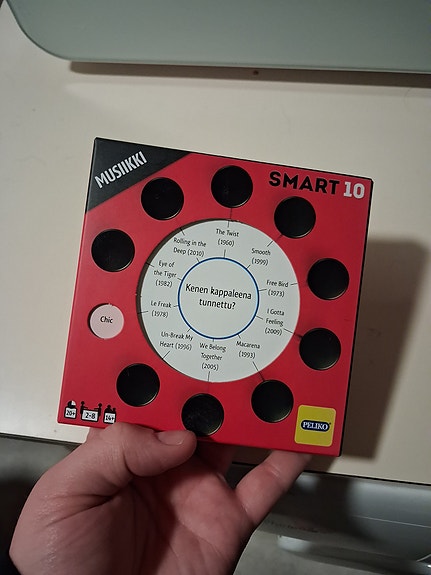 MUSIIKKI
SMART 10
The Twist
(1960)
Smooth
(1999)
Free Bird
(1973)
I Gotta
Feeling
(2009)
Macarena
(1993)
We Belong
Together
(2005)
Un-Break My
Heart (1996)
Le Freak
(1978)
Eye of
the Tiger
(1982)
Rolling in the
Deep (2010)
Kenen kappaleena
tunnettu?
Chic
20+
2-8
14+
PELIKO